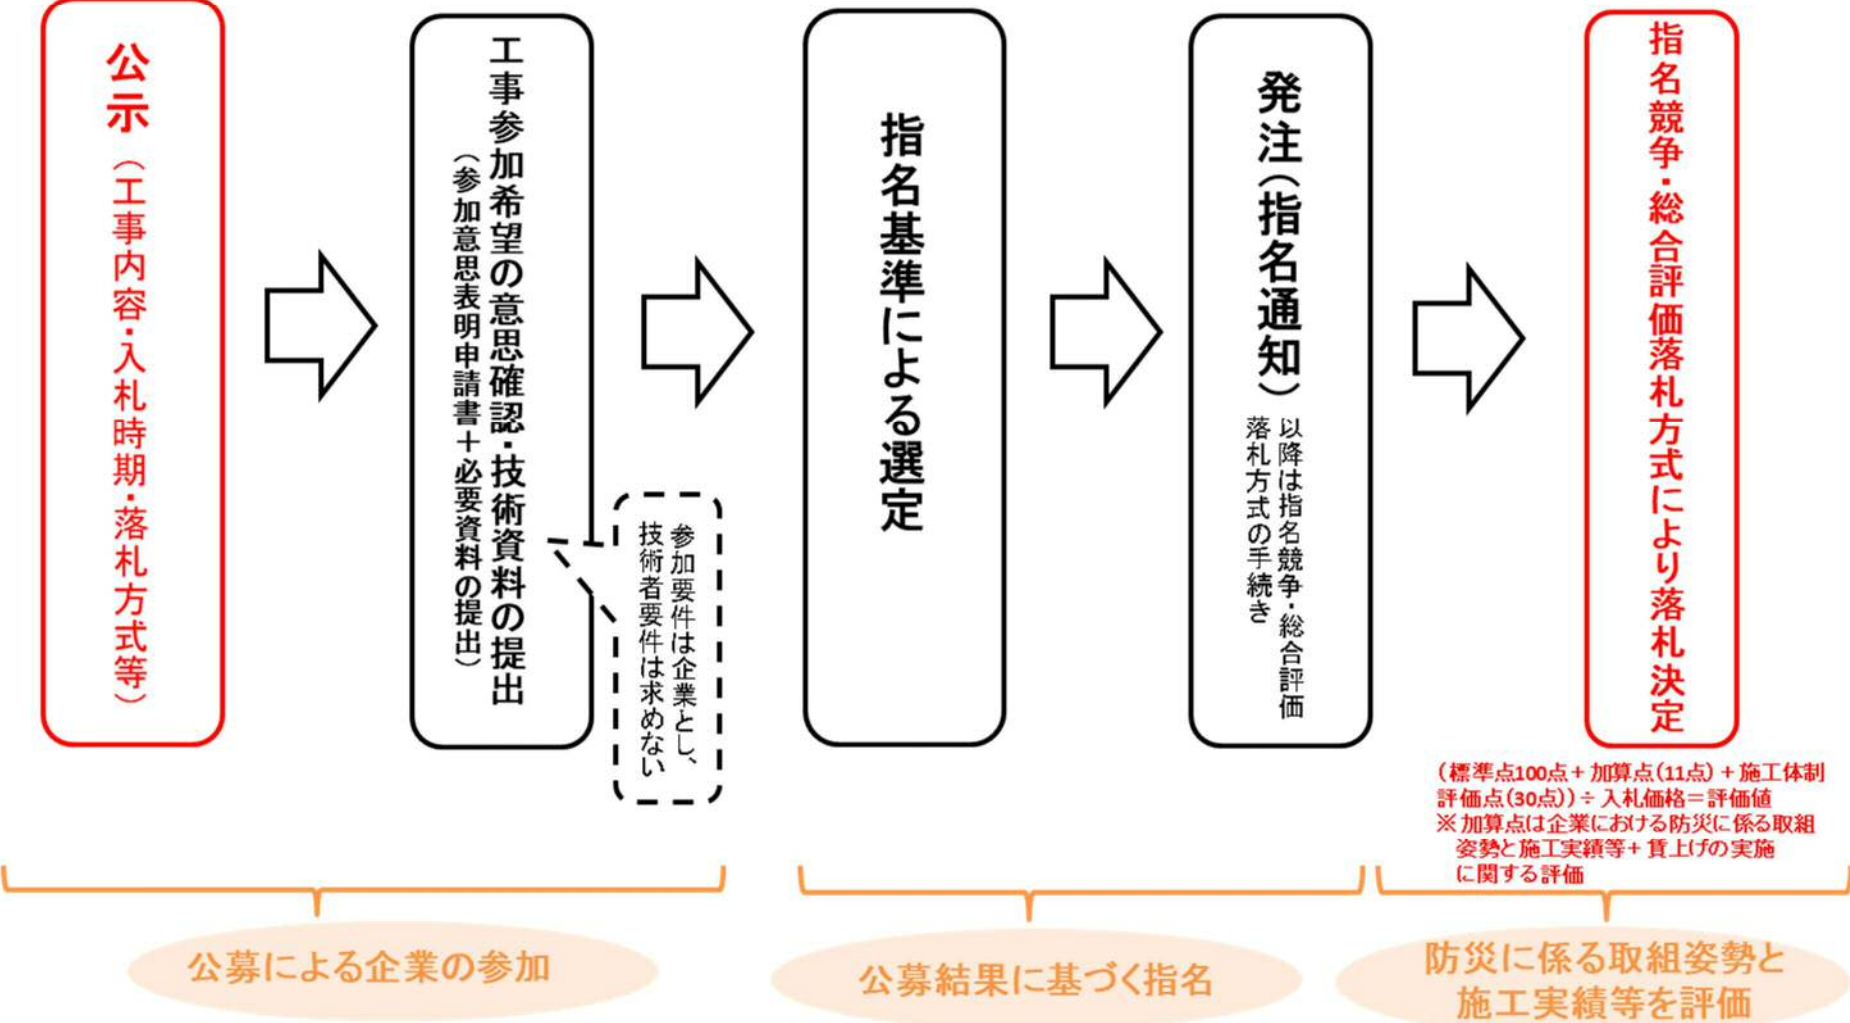 公示（工事内容・入札時期・落札方式等）
工事参加希望の意思確認・技術資料の提出
（参加意思表明申請書＋必要資料の提出）
参加要件は企業とし、
技術者要件は求めない
指名基準による選定
発注（指名通知）
以降は指名競争・総合評価
落札方式の手続き
指名競争・総合評価落札方式により落札決定
（標準点100点＋加算点(11点)＋施工体制
評価点(30点)）÷入札価格＝評価値
※加算点は企業における防災に係る取組
姿勢と施工実績等＋賃上げの実施
に関する評価
公募による企業の参加
公募結果に基づく指名
防災に係る取組姿勢と
施工実績等を評価